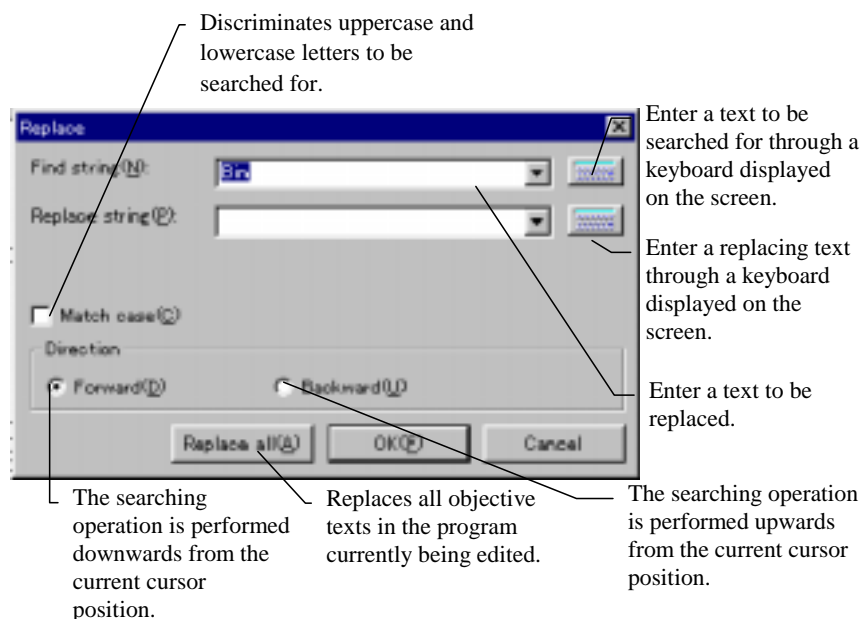 Discriminates uppercase and
lowercase letters to be
searched for.
Replace
Find string(N):
Bin
Replace string(P):
Match case(C)
Direction
Forward(D)
Backward(U)
Replace all(A)
OK(F)
Cancel
Enter a text to be
searched for through a
keyboard displayed
on the screen.
Enter a replacing text
through a keyboard
displayed on the
screen.
Enter a text to be
replaced.
The searching
operation is performed
downwards from the
current cursor
position.
Replaces all objective
texts in the program
currently being edited.
The searching operation
is performed upwards
from the current cursor
position.